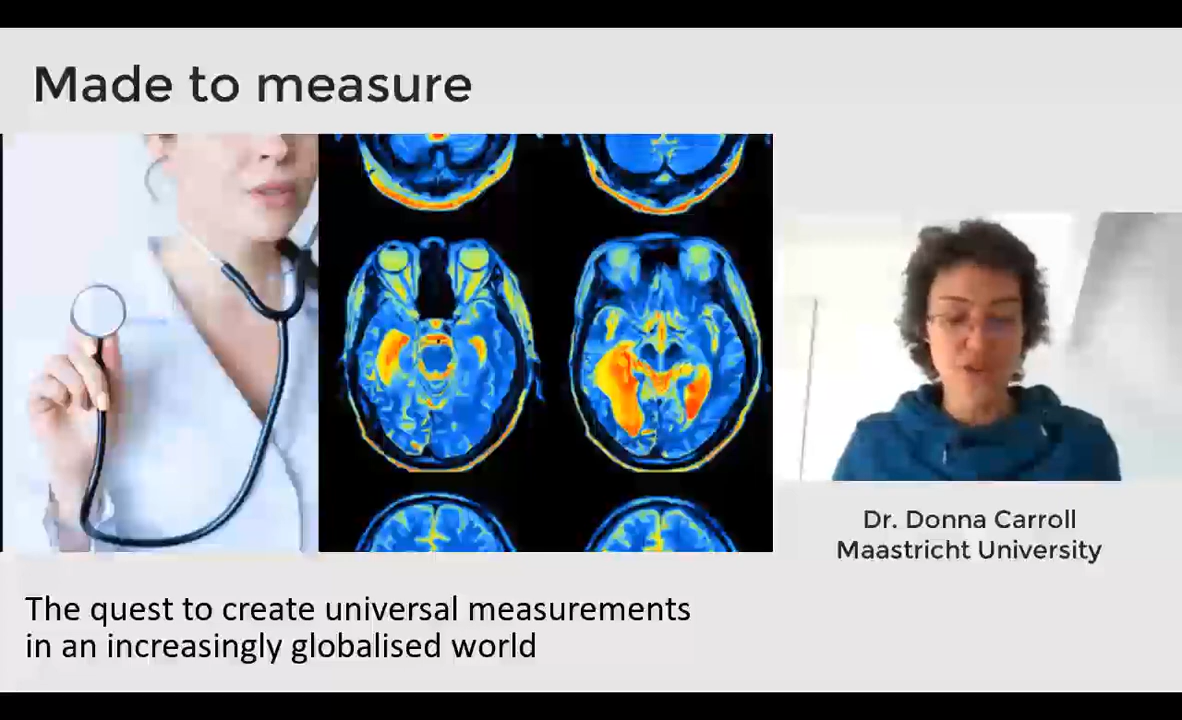 Made to measure
Dr. Donna Carroll
Maastricht University
The quest to create universal measurements
in an increasingly globalised world